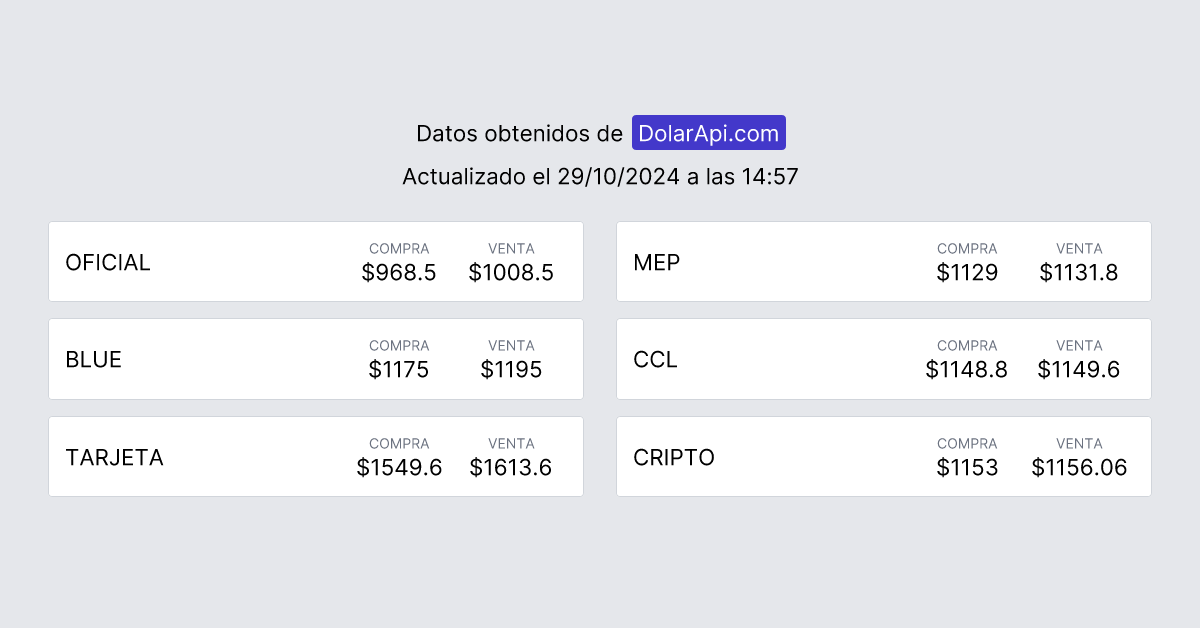 Datos obtenidos de DolarApi.com
Actualizado el 29/10/2024 a las 14:57
OFICIAL
COMPRA VENTA
$968.5 $1008.5
MEP
COMPRA VENTA
$1129 $1131.8
BLUE
COMPRA VENTA
$1175 $1195
CCL
COMPRA VENTA
$1148.8 $1149.6
TARJETA
COMPRA VENTA
$1549.6 $1613.6
CRIPTO
COMPRA VENTA
$1153 $1156.06